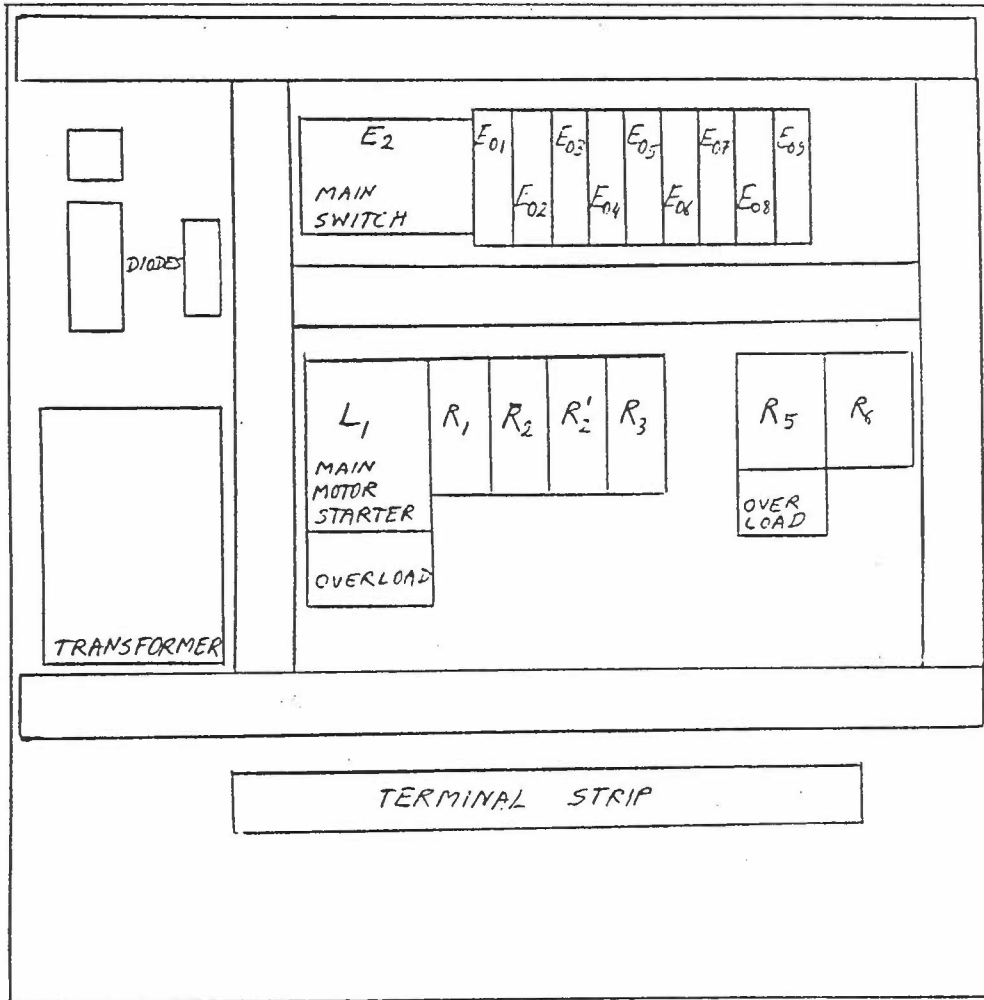 E2
MAIN
SWITCH
E01
E02
E03
E04
E05
E06
E07
E08
E09
DIODES
L1
MAIN
MOTOR
STARTER
OVERLOAD
R1
R2
R2'
R3
R5
R6
OVER
LOAD
TRANSFORMER
TERMINAL STRIP